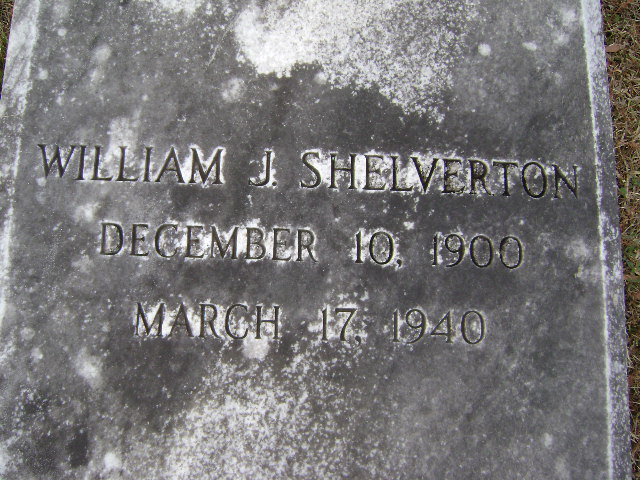 WILLIAM J. SHELVERTON
DECEMBER 10, 1900
MARCH 17, 1940